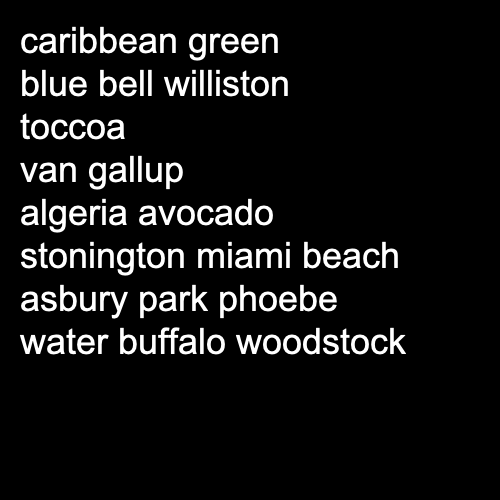 caribbean green
blue bell williston
toccoa
van gallup
algeria avocado
stonington miami beach
asbury park phoebe
water buffalo woodstock